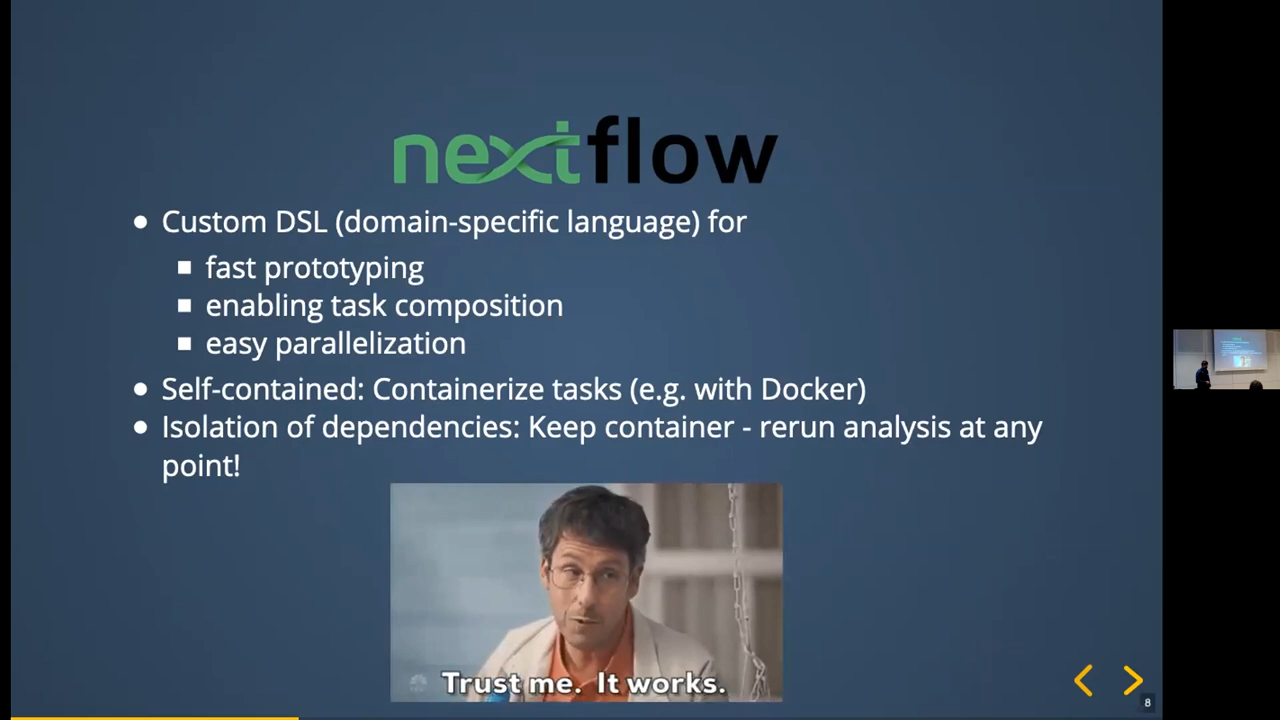 nextflow
Custom DSL (domain-specific language) for
fast prototyping
enabling task composition
easy parallelization
Self-contained: Containerize tasks (e.g. with Docker)
Isolation of dependencies: Keep container - rerun analysis at any
point!
Trust me. It works.
8